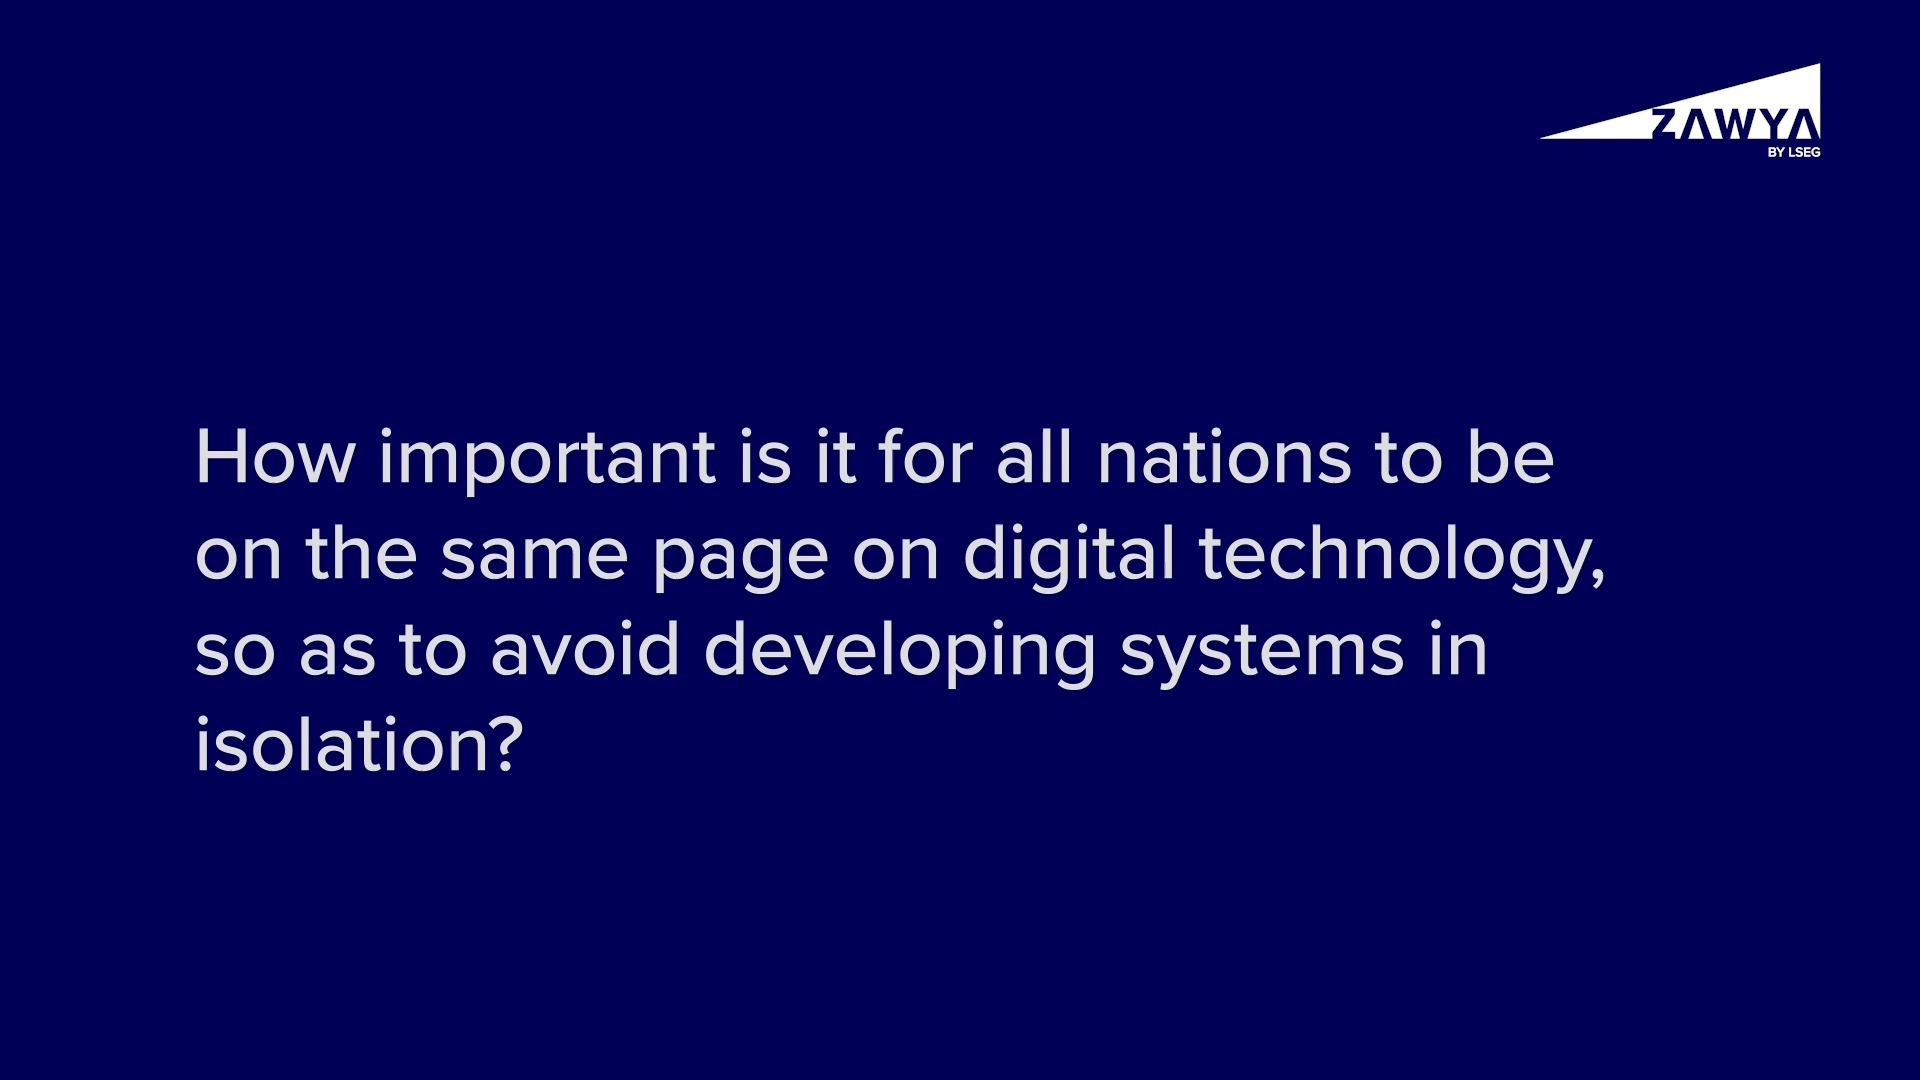 ZAWYA
BY LSEG
How important is it for all nations to be
on the same page on digital technology,
so as to avoid developing systems in
isolation?